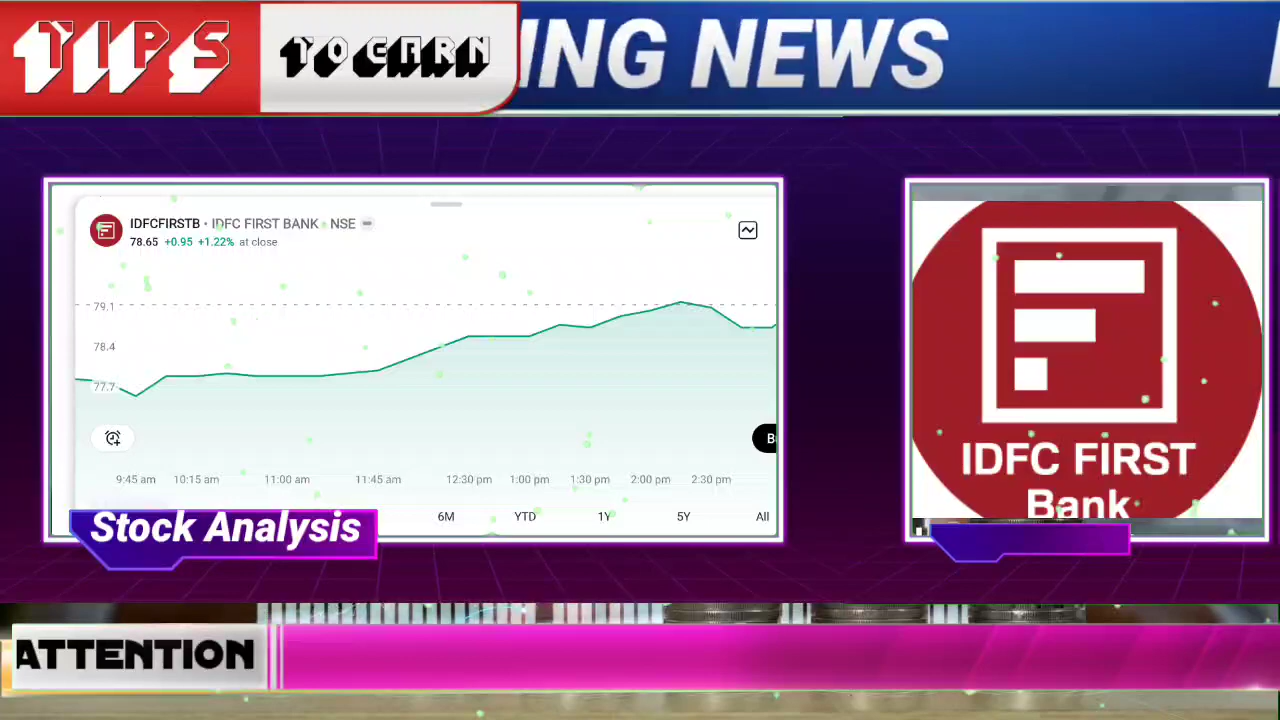 TIPS
TO EARN
ING NEWS
IDFCFIRSTB • IDFC FIRST BANK • NSE
78.65 +0.95 +1.22% at close
79.1
78.4
77.7
9:45 am 10:15 am 11:00 am 11:45 am 12:30 pm 1:00 pm 1:30 pm 2:00 pm 2:30 pm
6M YTD 1Y 5Y All
Stock Analysis
IDFC FIRST
Bank
ATTENTION